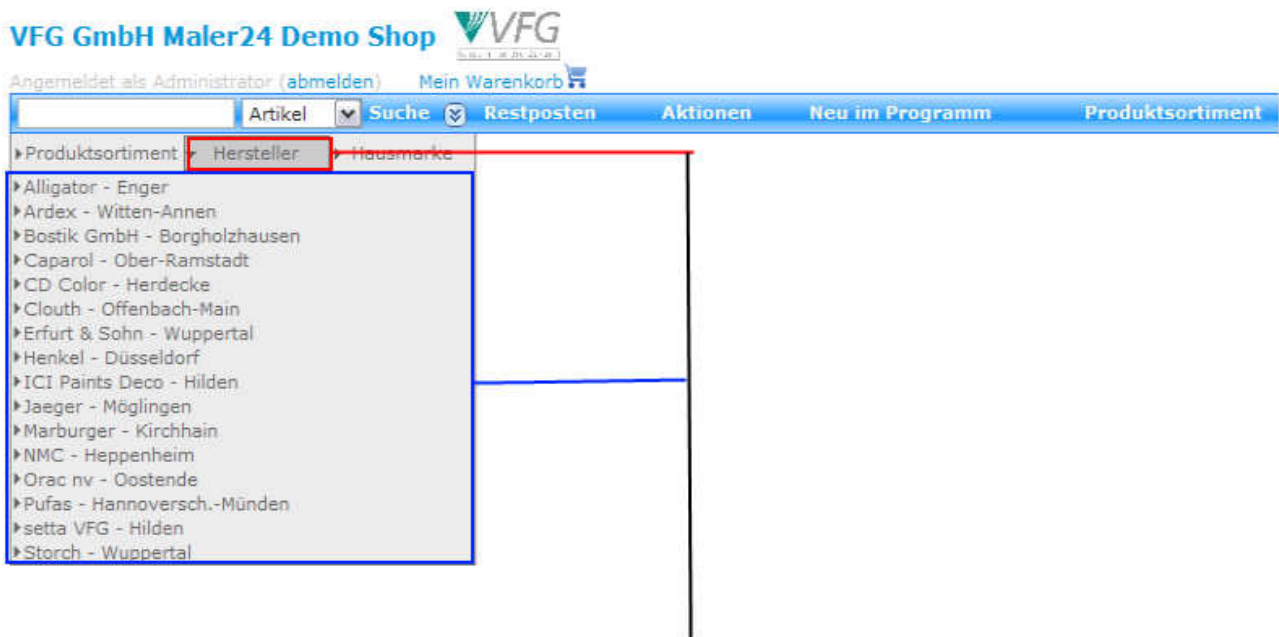 VFG GmbH Maler24 Demo Shop VFG
Angemeldet als Administrator (abmelden) Mein Warenkorb
Artikel Suche Restposten Aktionen Neu im Programm Produktsortiment
Produktsortiment Hersteller Hausmarke
Alligator - Enger
Ardex - Witten-Annen
Bostik GmbH - Borgholzhausen
Caparol - Ober-Ramstadt
CD Color - Herdecke
Clouth - Offenbach-Main
Erfurt & Sohn - Wuppertal
Henkel - Düsseldorf
ICI Paints Deco - Hilden
Jaeger - Möglingen
Marburger - Kirchhain
NMC - Heppenheim
Orac nv - Oostende
Pufas - Hannoversch.-Münden
setta VFG - Hilden
Storch - Wuppertal